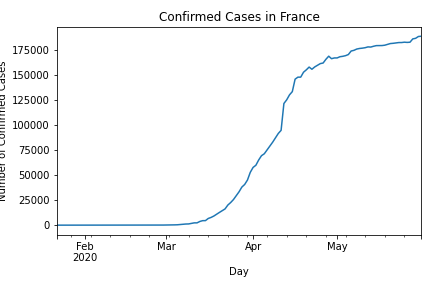 Confirmed Cases in France
Number of Confirmed Cases
175000
150000
125000
100000
75000
50000
25000
0
Feb
2020
Mar
Apr
May
Day